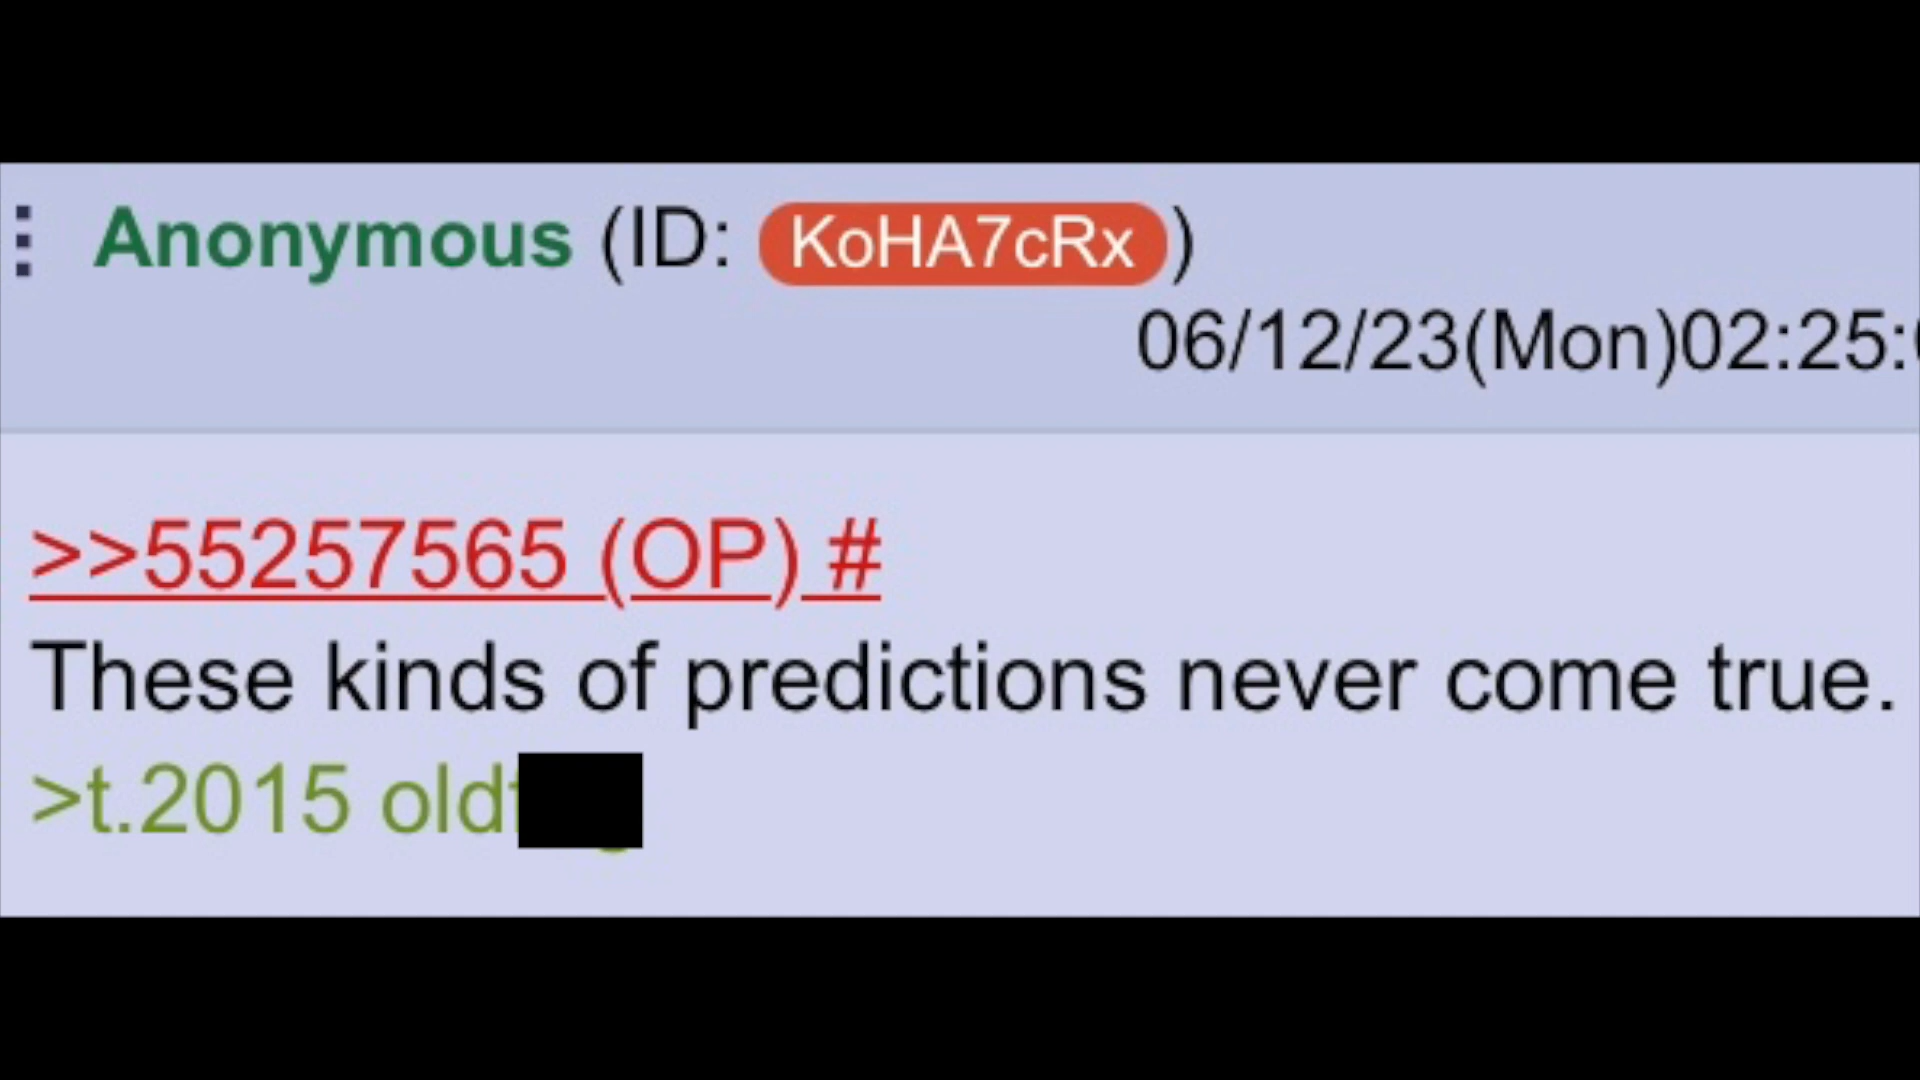 Anonymous (ID: KoHA7cRx)
06/12/23(Mon)02:25:
>>55257565 (OP) #
These kinds of predictions never come true.
>t.2015